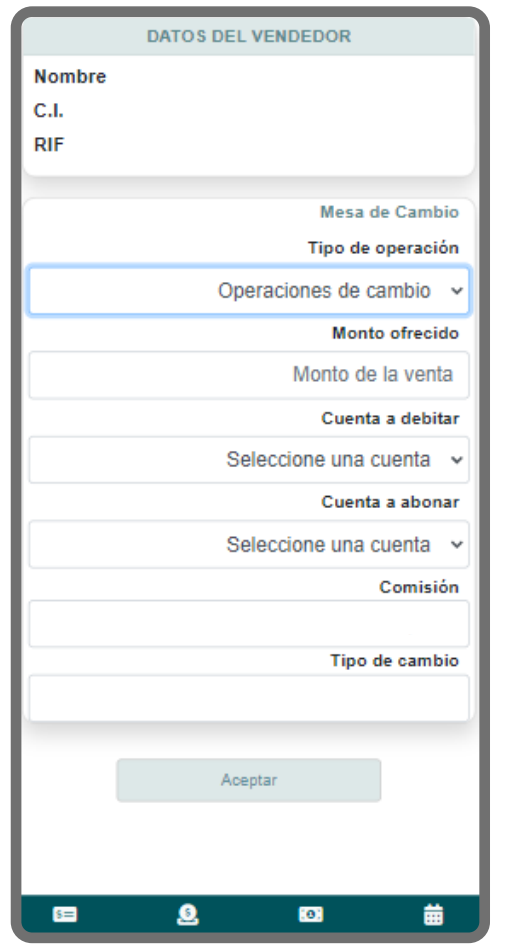 DATOS DEL VENDEDOR
Nombre
C.I.
RIF
Mesa de Cambio
Tipo de operación
Operaciones de cambio
Monto ofrecido
Monto de la venta
Cuenta a debitar
Seleccione una cuenta
Cuenta a abonar
Seleccione una cuenta
Comisión
Tipo de cambio
Aceptar